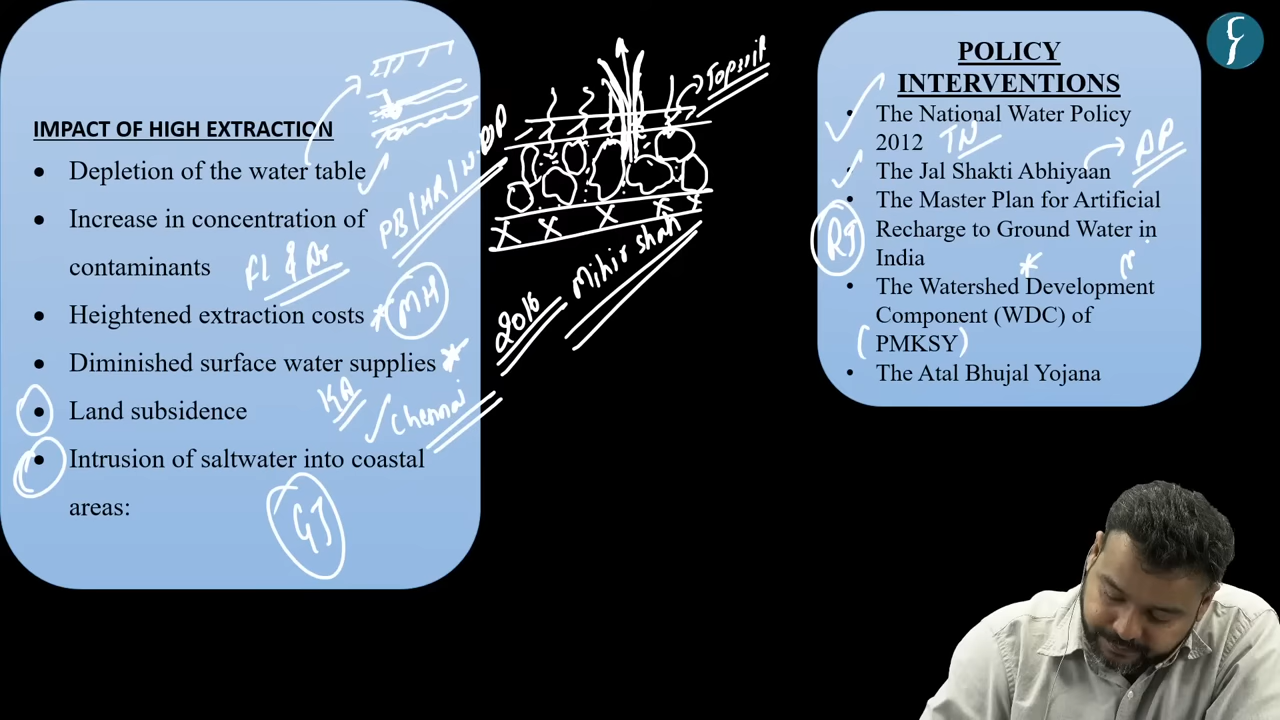 IMPACT OF HIGH EXTRACTION
Depletion of the water table
Increase in concentration of
contaminants
Fl & Ar
Heightened extraction costs
MH
Diminished surface water supplies
KA
Chennai
Land subsidence
Intrusion of saltwater into coastal
areas:
GJ
PB/HR/W.UP
Topsoil
2016 Mihir Shah
POLICY
INTERVENTIONS
The National Water Policy
2012
TN
The Jal Shakti Abhiyaan
AP
The Master Plan for Artificial
Recharge to Ground Water in
India
RJ
The Watershed Development
Component (WDC) of
PMKSY
The Atal Bhujal Yojana